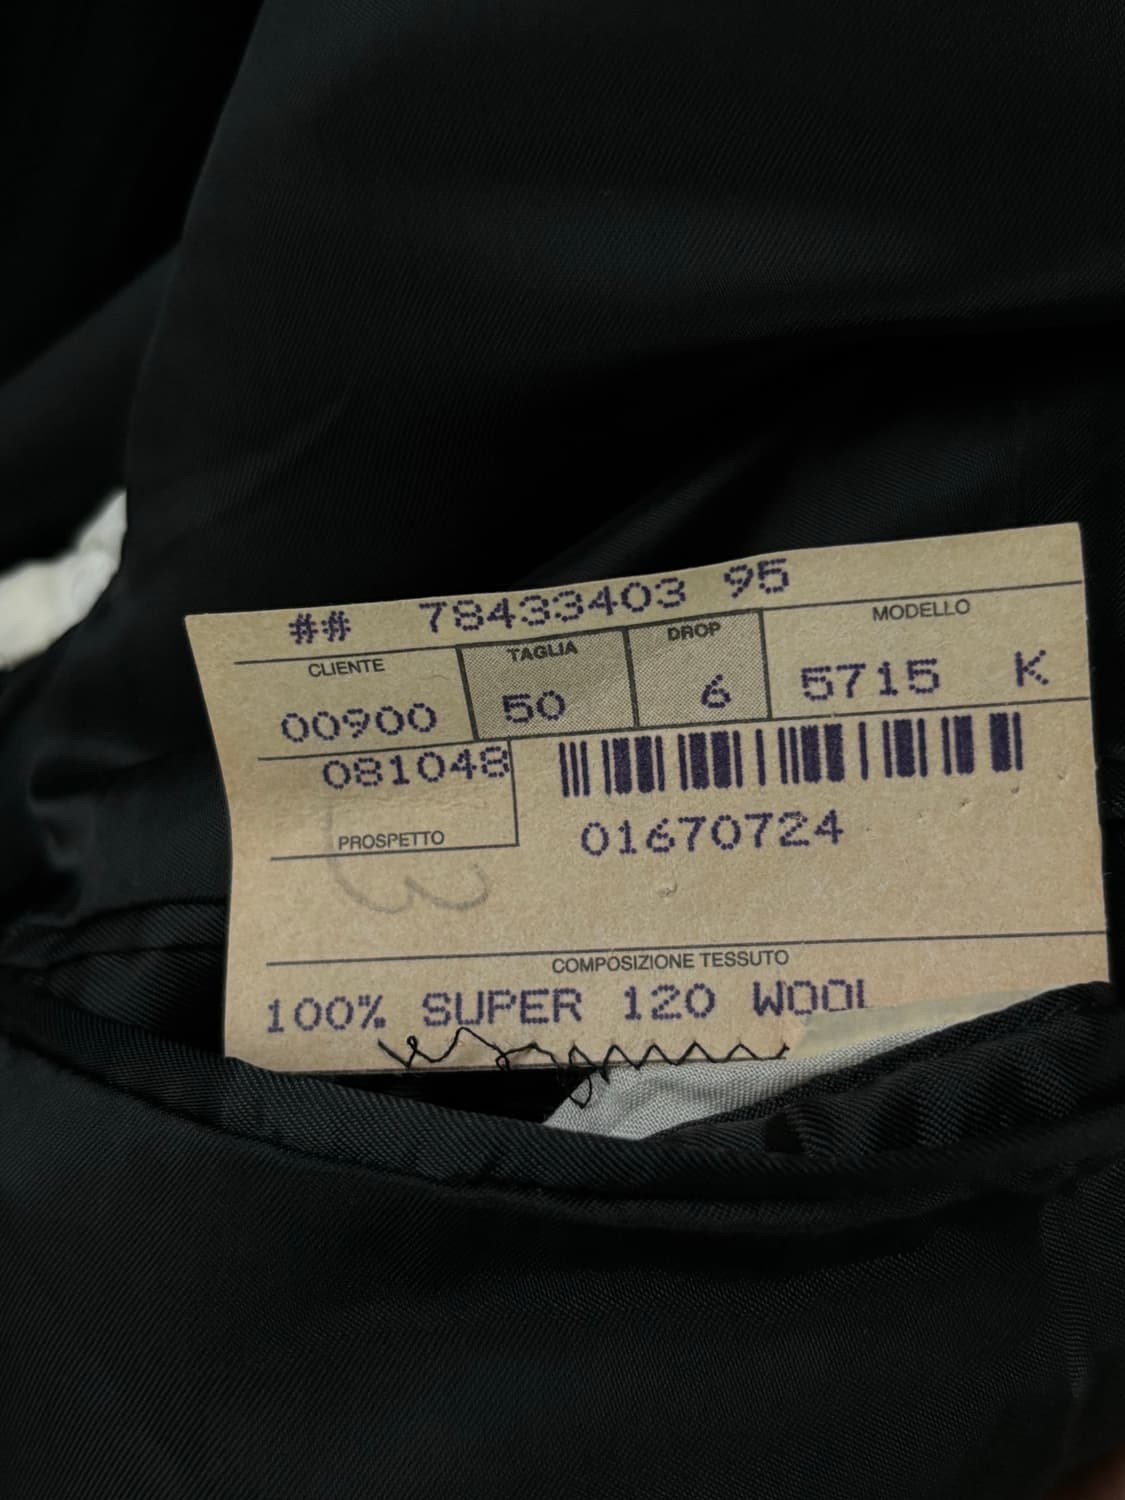 ## 78433403 95
CLIENTE TAGLIA DROP MODELLO
00900 50 6 5715 K
081048
PROSPETTO
01670724
3
COMPOSIZIONE TESSUTO
100% SUPER 120 WOOL